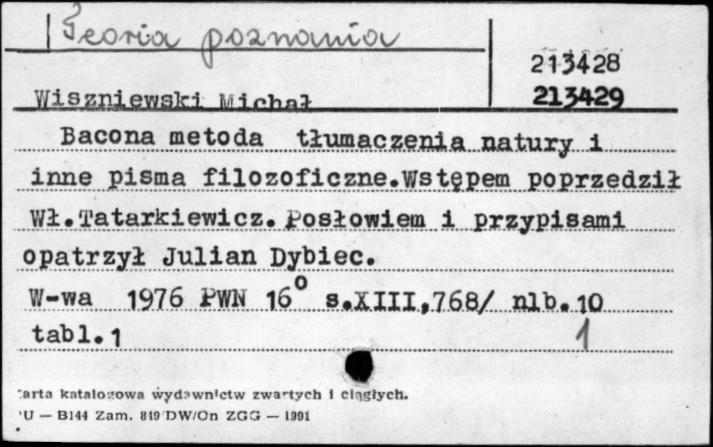 Teoria poznania
213428
Wiszniewski Michał
213429
Bacona metoda tłumaczenia natury i
inne pisma filozoficzne.Wstępem poprzedził
Wł.Tatarkiewicz. Posłowiem i przypisami
opatrzył Julian Dybiec.
W-wa 1976 PWN 16° s.XIII,768/ nlb.10
tabl.1 1
arta katalogowa wydawnictw zwartych i ciągłych.
U — B144 Zam. 819 DW/On ZGG — 1991